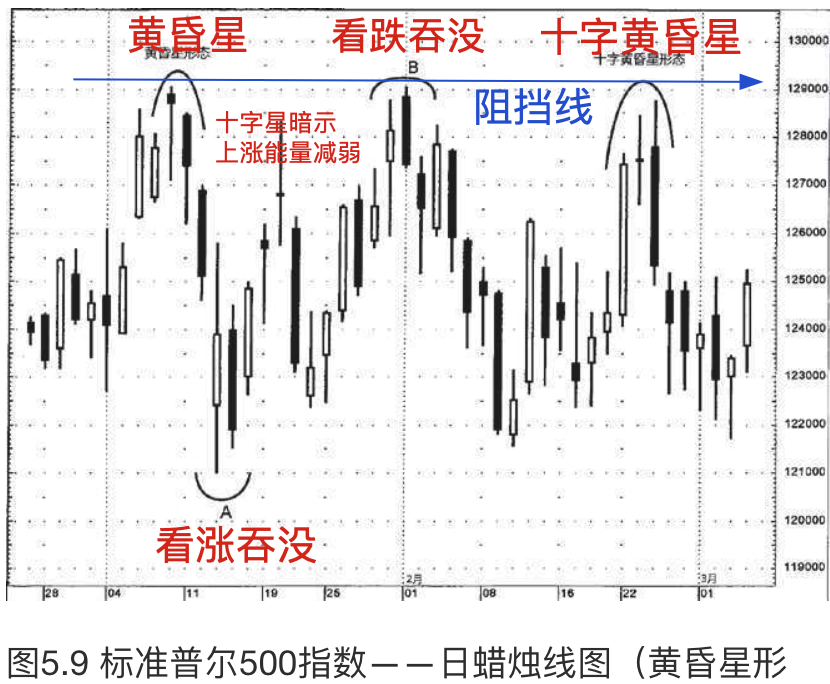 黄昏星
看跌吞没
十字黄昏星
黄昏星形态
B
十字黄昏星形态
130000
129000
阻挡线
十字星暗示
上涨能量减弱
128000
127000
126000
125000
124000
123000
122000
121000
A
看涨吞没
120000
119000
2月
3月
28
04
11
19
25
01
08
16
22
01
图5.9 标准普尔500指数——日蜡烛线图（黄昏星形